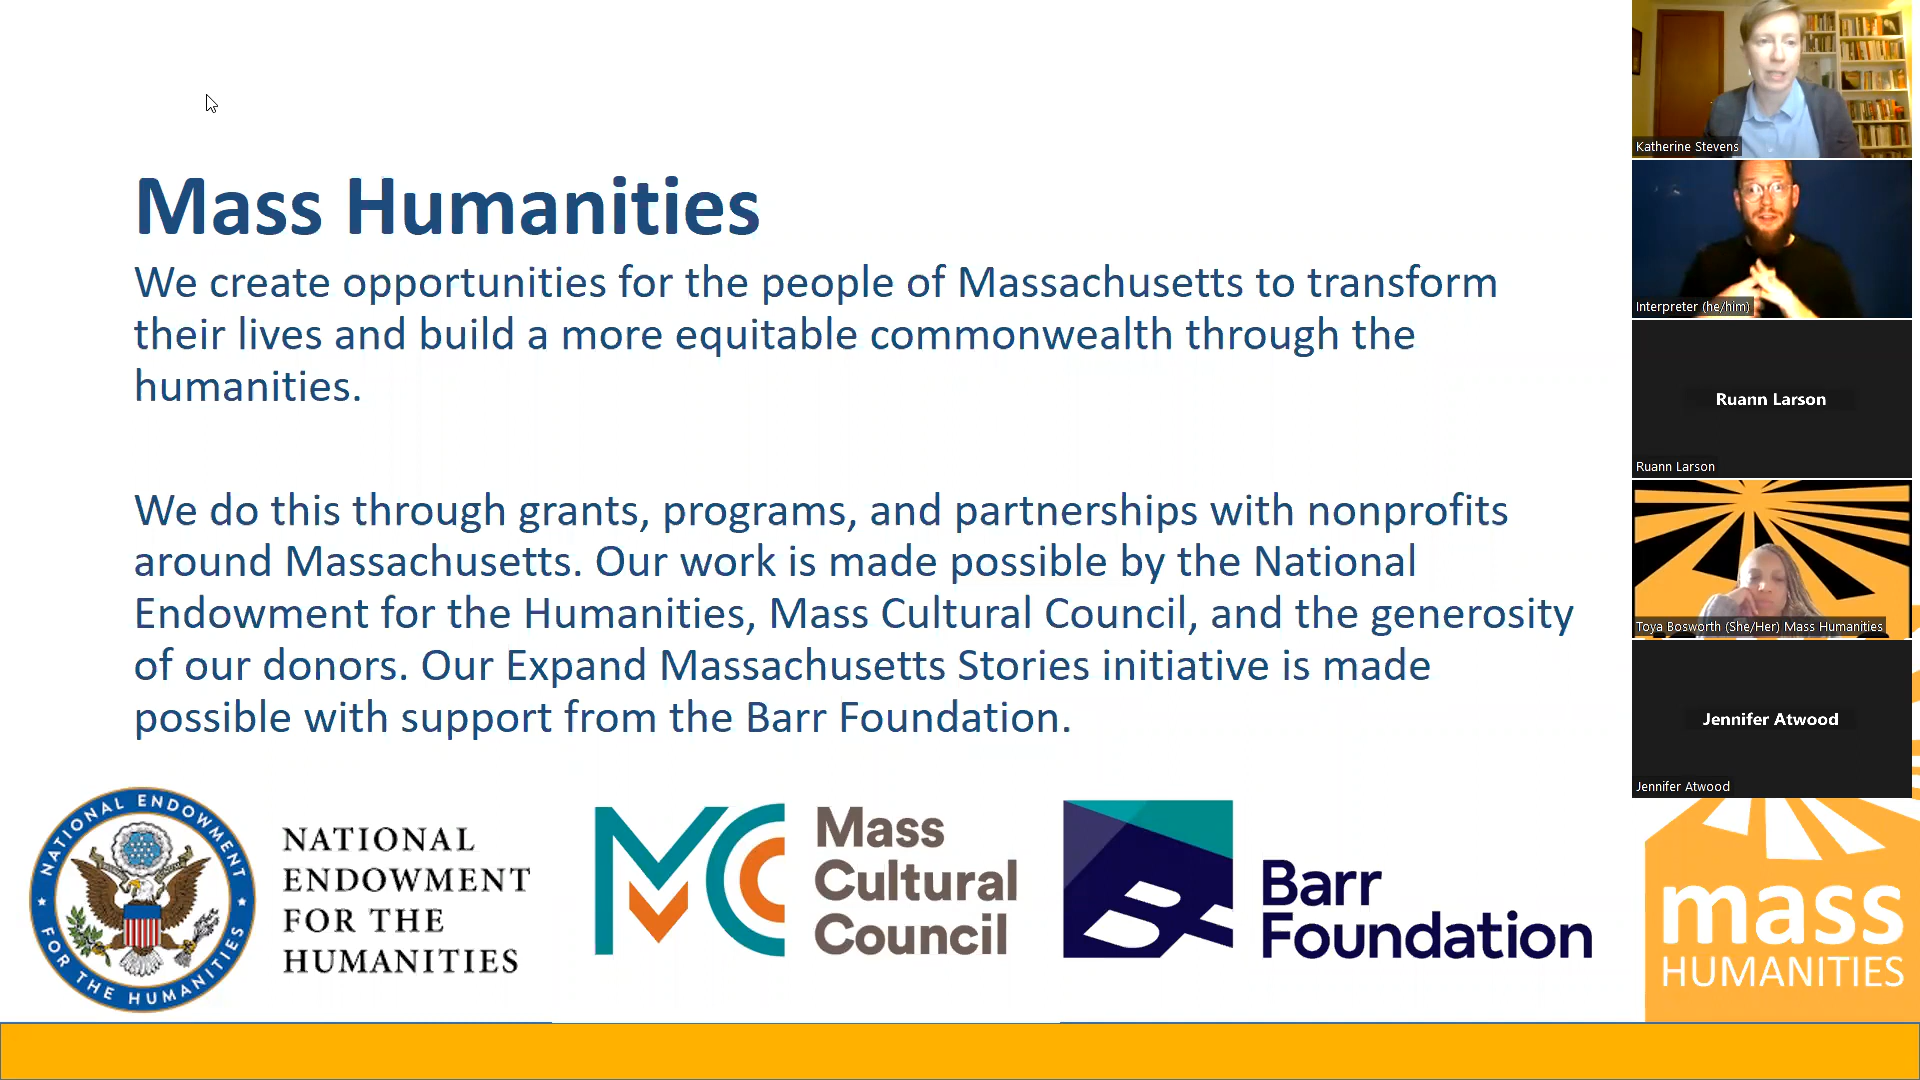 Mass Humanities
We create opportunities for the people of Massachusetts to transform
their lives and build a more equitable commonwealth through the
humanities.
We do this through grants, programs, and partnerships with nonprofits
around Massachusetts. Our work is made possible by the National
Endowment for the Humanities, Mass Cultural Council, and the generosity
of our donors. Our Expand Massachusetts Stories initiative is made
possible with support from the Barr Foundation.
NATIONAL ENDOWMENT
FOR THE HUMANITIES
NATIONAL
ENDOWMENT
FOR THE
HUMANITIES
MC
Mass
Cultural
Council
B
Barr
Foundation
mass
HUMANITIES
Katherine Stevens
Interpreter (he/him)
Ruann Larson
Ruann Larson
Toya Bosworth (She/Her) Mass Humanities
Jennifer Atwood
Jennifer Atwood